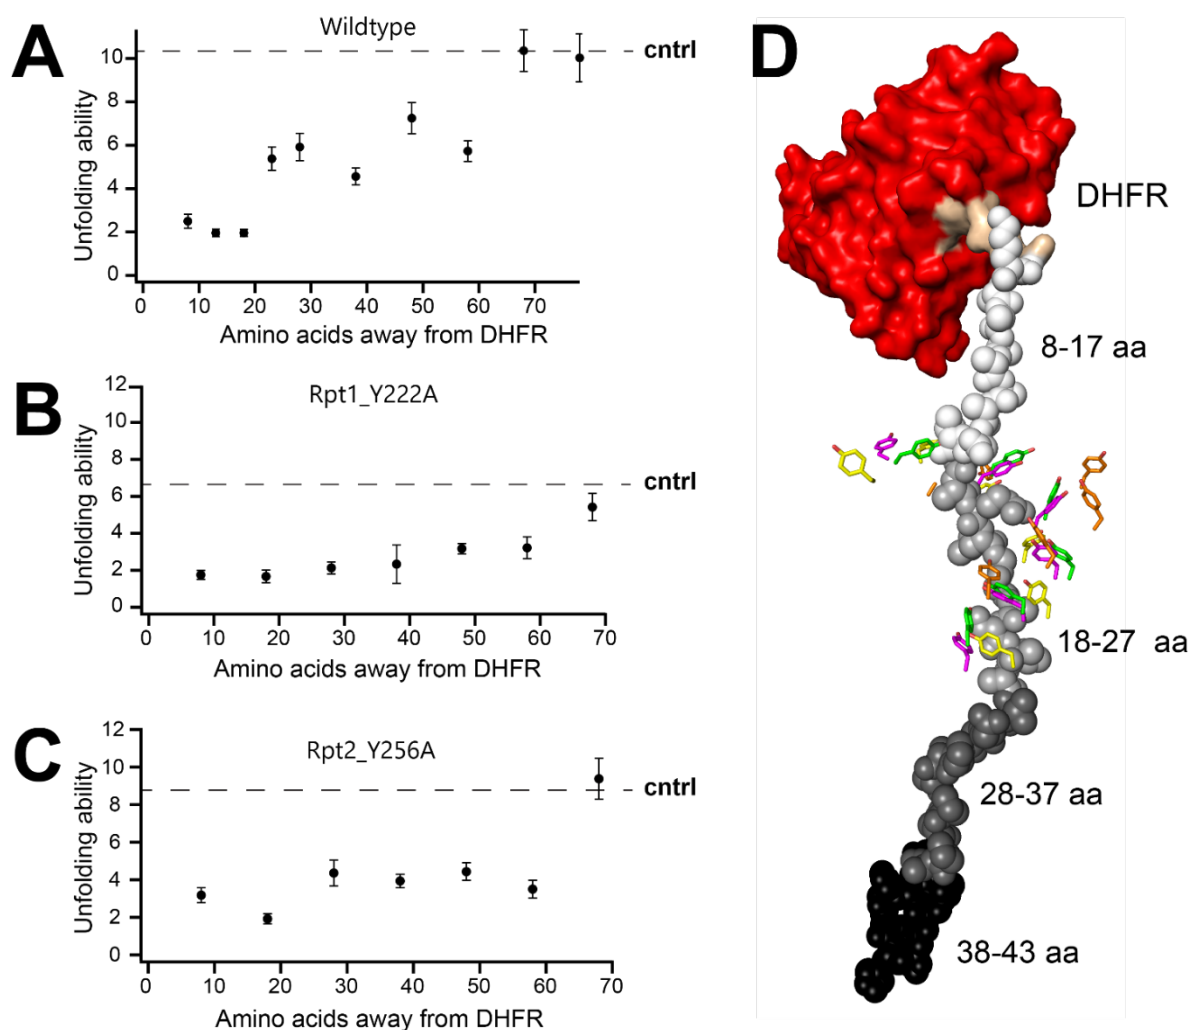 A
Wildtype
cntrl
Unfolding ability
10
8
6
4
2
0
0 10 20 30 40 50 60 70
Amino acids away from DHFR
B
Rpt1_Y222A
cntrl
Unfolding ability
12
10
8
6
4
2
0
0 10 20 30 40 50 60 70
Amino acids away from DHFR
C
Rpt2_Y256A
cntrl
Unfolding ability
12
10
8
6
4
2
0
0 10 20 30 40 50 60 70
Amino acids away from DHFR
D
DHFR
8-17 aa
18-27 aa
28-37 aa
38-43 aa